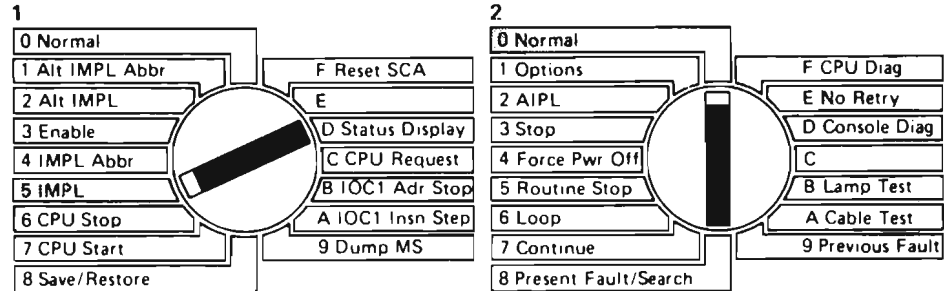 1
0 Normal
1 Alt IMPL Abbr
2 Alt IMPL
3 Enable
4 IMPL Abbr
5 IMPL
6 CPU Stop
7 CPU Start
8 Save/Restore
F Reset SCA
E
D Status Display
C CPU Request
B IOC1 Adr Stop
A IOC1 Insn Step
9 Dump MS
2
0 Normal
1 Options
2 AIPL
3 Stop
4 Force Pwr Off
5 Routine Stop
6 Loop
7 Continue
8 Present Fault/Search
F CPU Diag
E No Retry
D Console Diag
C
B Lamp Test
A Cable Test
9 Previous Fault